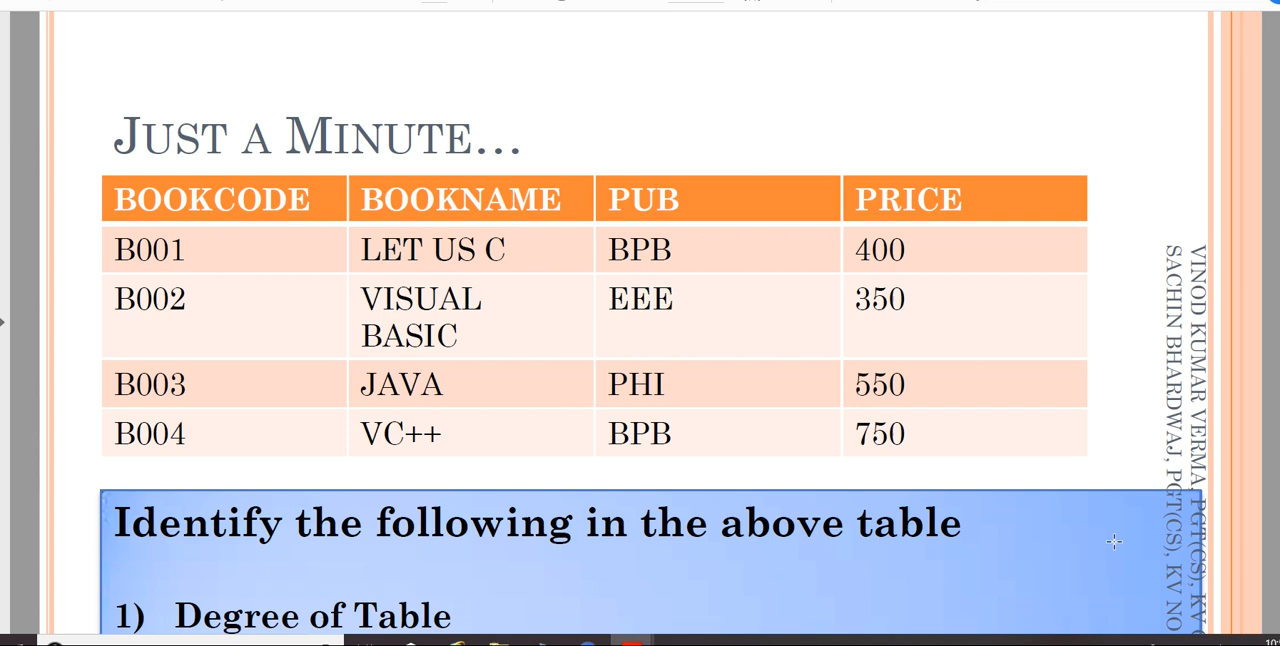 JUST A MINUTE...
BOOKCODE BOOKNAME PUB PRICE
B001 LET US C BPB 400
B002 VISUAL BASIC EEE 350
B003 JAVA PHI 550
B004 VC++ BPB 750
Identify the following in the above table
1) Degree of Table
VINOD KUMAR VERMA, PGT(CS), KV
SACHIN BHARDWAJ, PGT(CS), KV NO